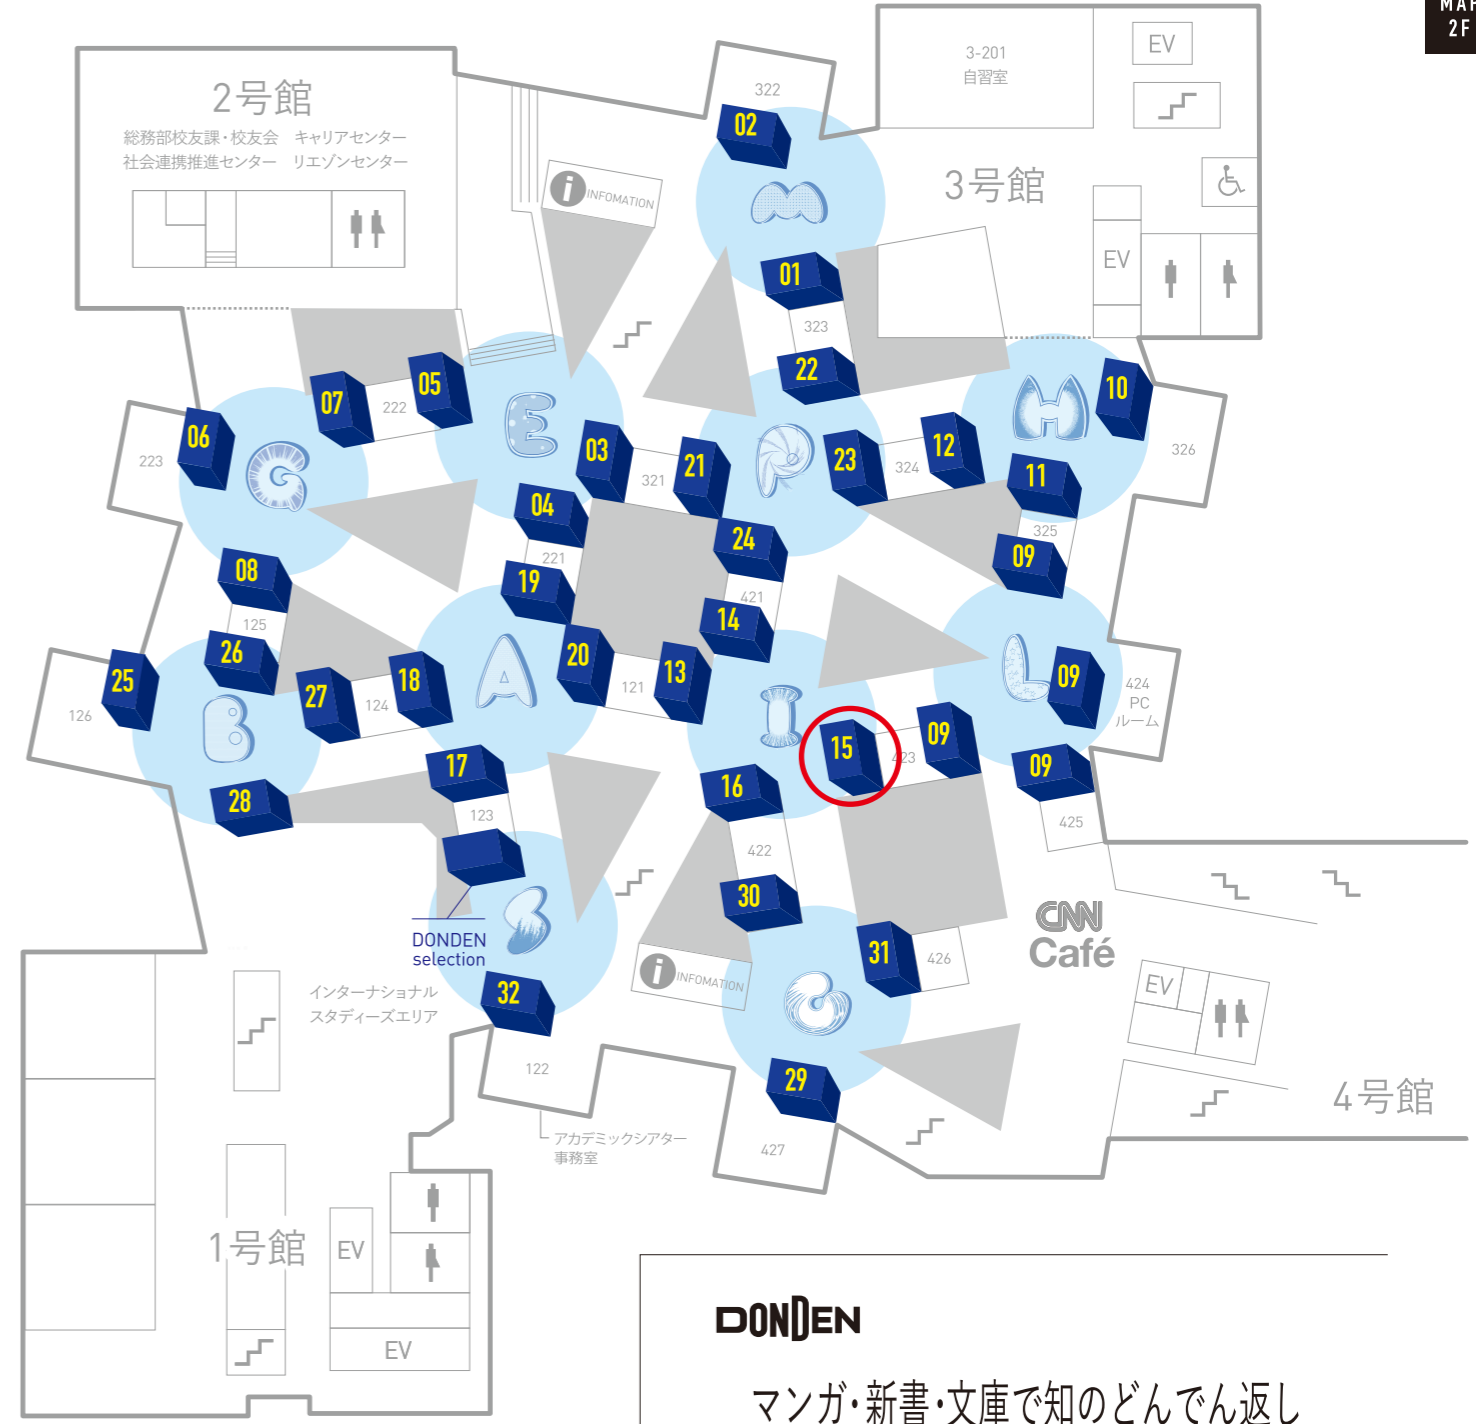 MAP
2F
2号館
総務部校友課・校友会　キャリアセンター
社会連携推進センター　リエゾンセンター
INFOMATION
322
02
M
3-201
自習室
EV
3号館
EV
01
323
22
07
222
05
E
06
223
G
03
321
21
P
23
324
12
H
10
326
11
325
09
04
221
19
24
421
14
08
125
26
25
126
B
27
124
18
A
20
121
13
I
15
423
09
L
09
424
PC
ルーム
09
425
28
17
123
16
422
30
S
DONDEN
selection
32
122
アカデミックシアター
事務室
インターナショナル
スタディーズエリア
INFOMATION
G
31
426
29
427
CNN
Café
EV
4号館
1号館
EV
EV
DONDEN
マンガ・新書・文庫で知のどんでん返し